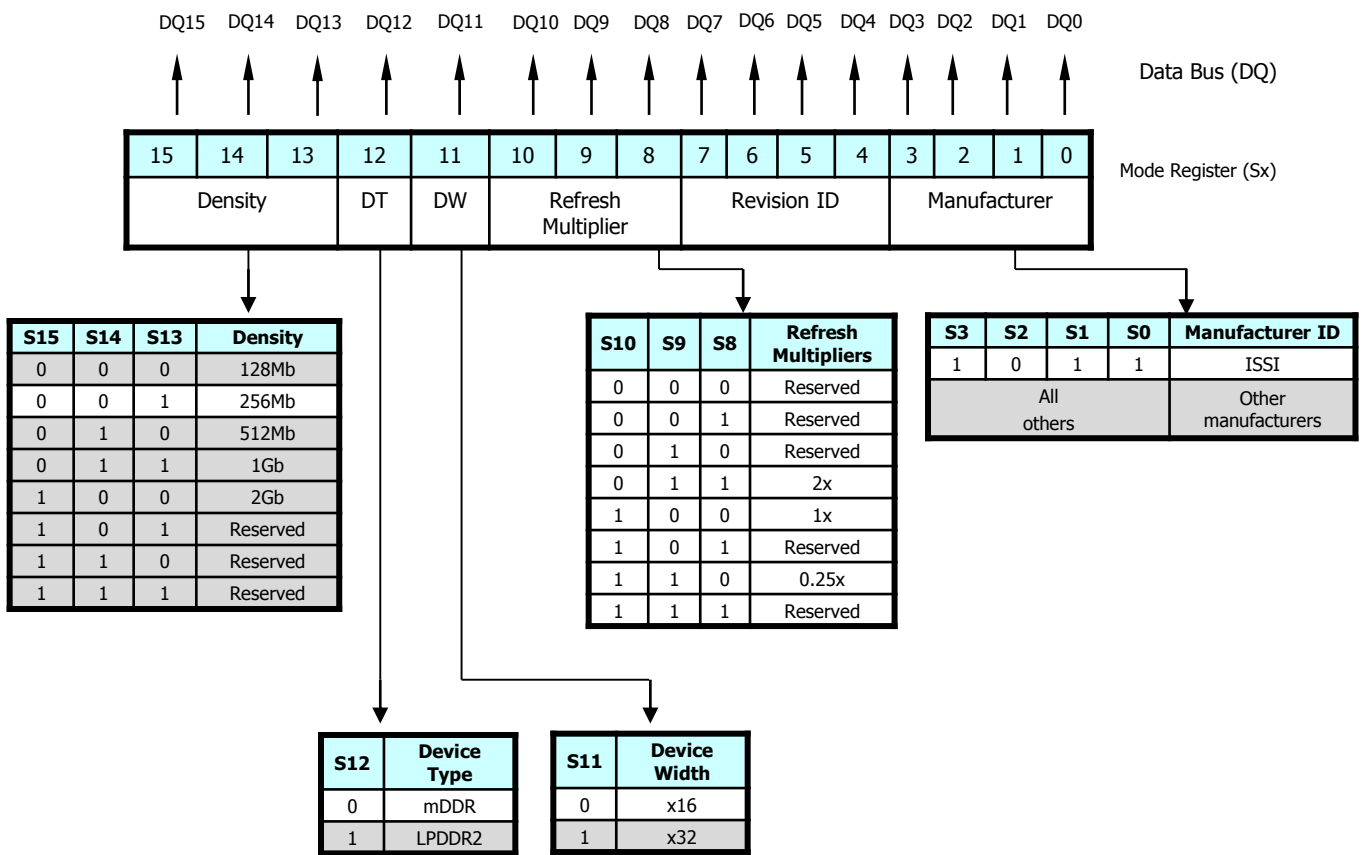 DQ15 DQ14 DQ13 DQ12 DQ11 DQ10 DQ9 DQ8 DQ7 DQ6 DQ5 DQ4 DQ3 DQ2 DQ1 DQ0
Data Bus (DQ)
15 14 13 12 11 10 9 8 7 6 5 4 3 2 1 0
Mode Register (Sx)
Density DT DW Refresh Revision ID Manufacturer
Multiplier
S15 S14 S13 Density
0 0 0 128Mb
0 0 1 256Mb
0 1 0 512Mb
0 1 1 1Gb
1 0 0 2Gb
1 0 1 Reserved
1 1 0 Reserved
1 1 1 Reserved
S10 S9 S8 Refresh
Multipliers
0 0 0 Reserved
0 0 1 Reserved
0 1 0 Reserved
0 1 1 2x
1 0 0 1x
1 0 1 Reserved
1 1 0 0.25x
1 1 1 Reserved
S3 S2 S1 S0 Manufacturer ID
1 0 1 1 ISSI
All
others
Other
manufacturers
S12 Device
Type
0 mDDR
1 LPDDR2
S11 Device
Width
0 x16
1 x32